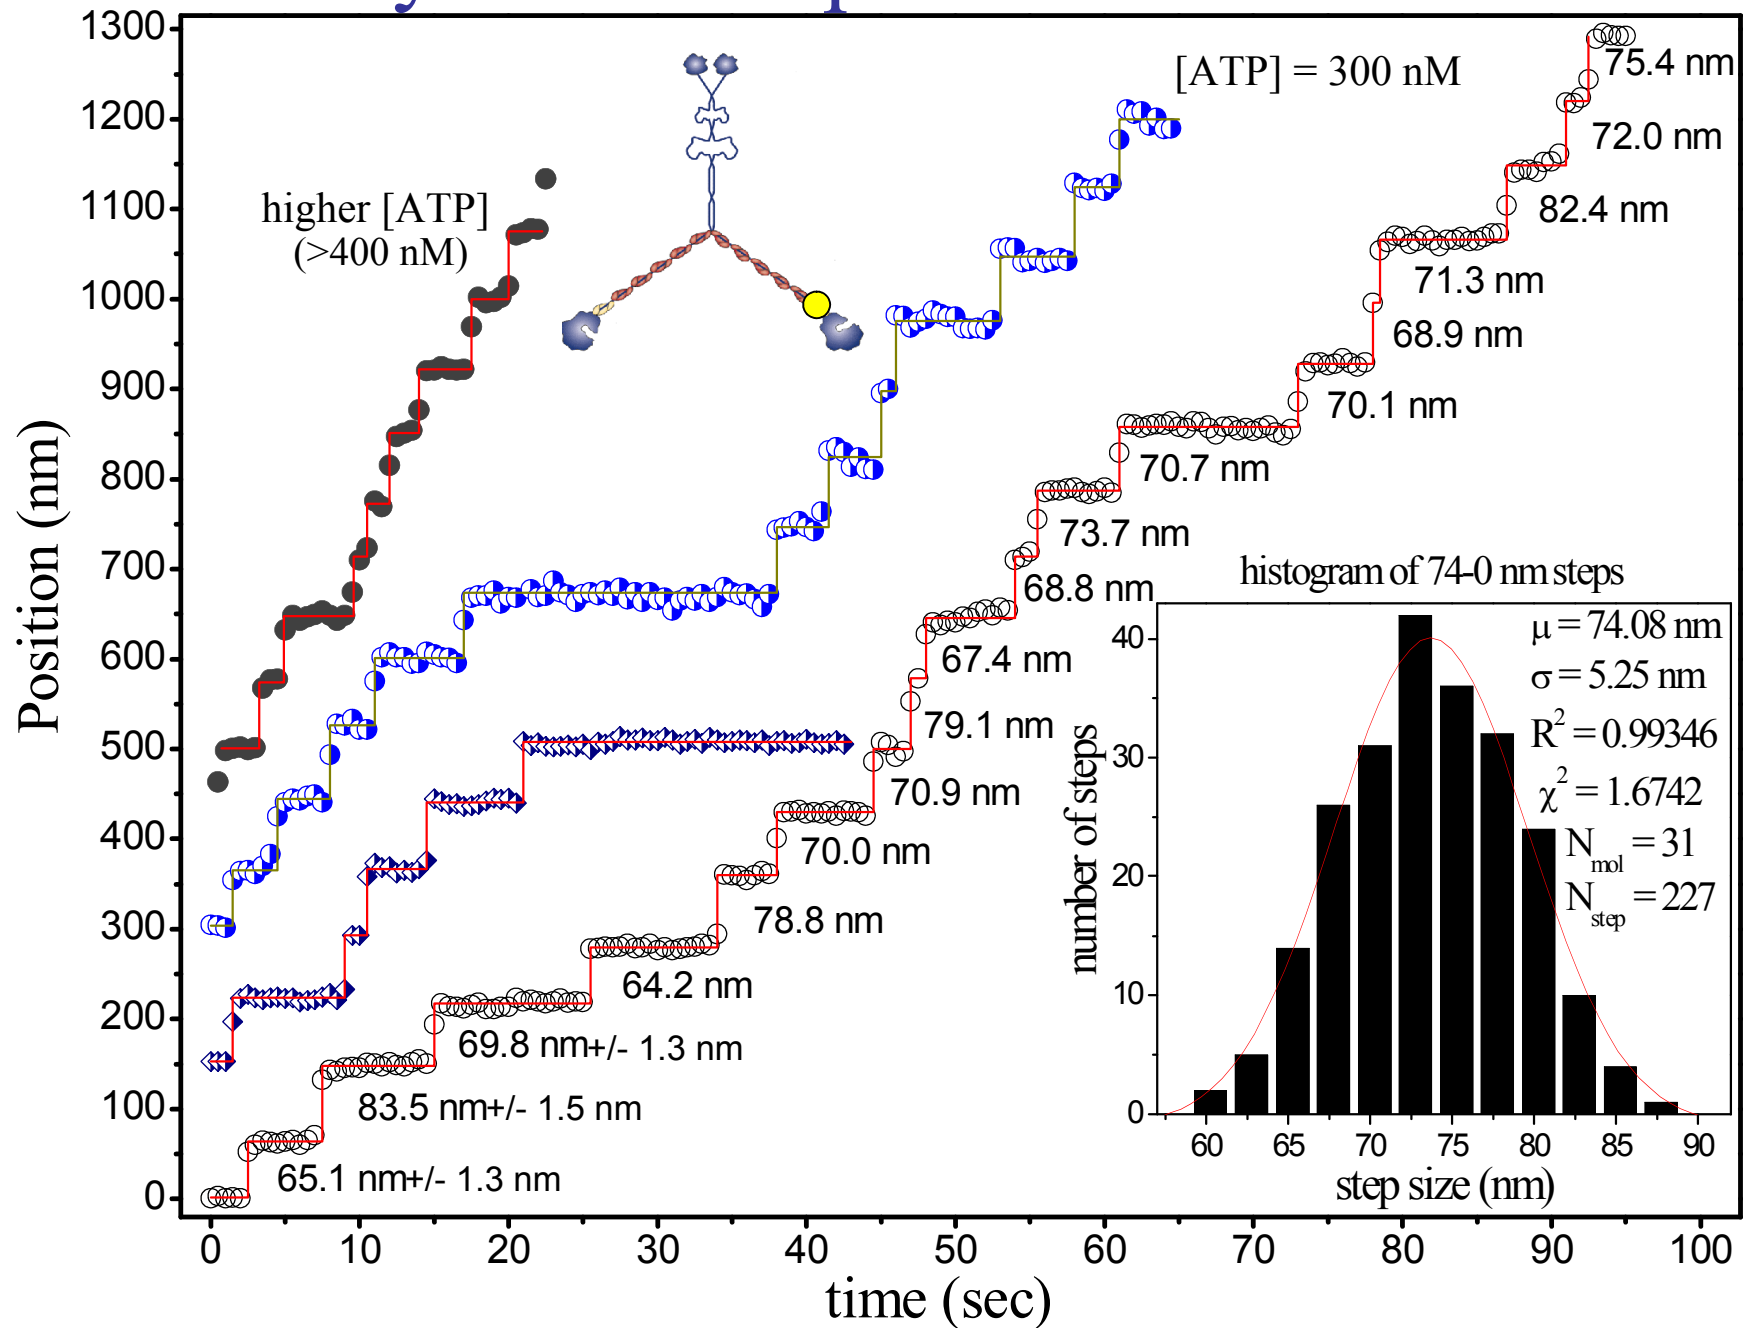 1300
1200
1100
1000
900
800
700
600
500
400
300
200
100
0
Position (nm)
0 10 20 30 40 50 60 70 80 90 100
time (sec)
higher [ATP]
(>400 nM)
[ATP] = 300 nM
75.4 nm
72.0 nm
82.4 nm
71.3 nm
68.9 nm
70.1 nm
70.7 nm
73.7 nm
68.8 nm
67.4 nm
79.1 nm
70.9 nm
70.0 nm
78.8 nm
64.2 nm
69.8 nm+/- 1.3 nm
83.5 nm+/- 1.5 nm
65.1 nm+/- 1.3 nm
histogram of 74-0 nm steps
μ = 74.08 nm
σ = 5.25 nm
R² = 0.99346
χ² = 1.6742
N_mol = 31
N_step = 227
number of steps
40
30
20
10
0
60 65 70 75 80 85 90
step size (nm)